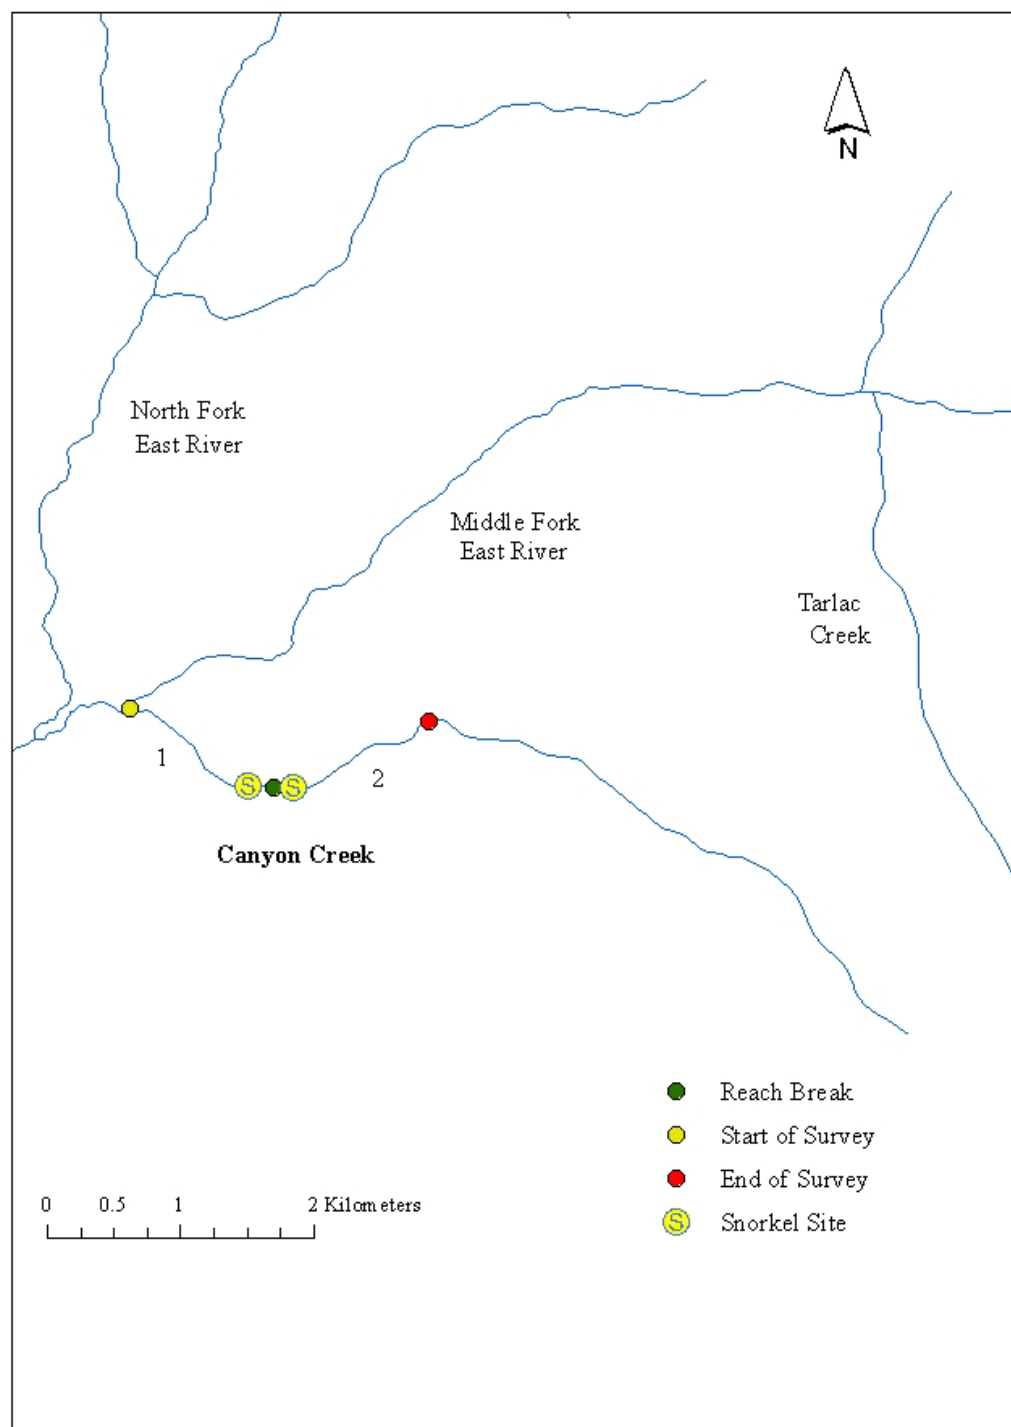 N
North Fork
East River
Middle Fork
East River
Tarlac
Creek
1
2
S S
Canyon Creek
Reach Break
Start of Survey
End of Survey
S Snorkel Site
0 0.5 1 2 Kilometers